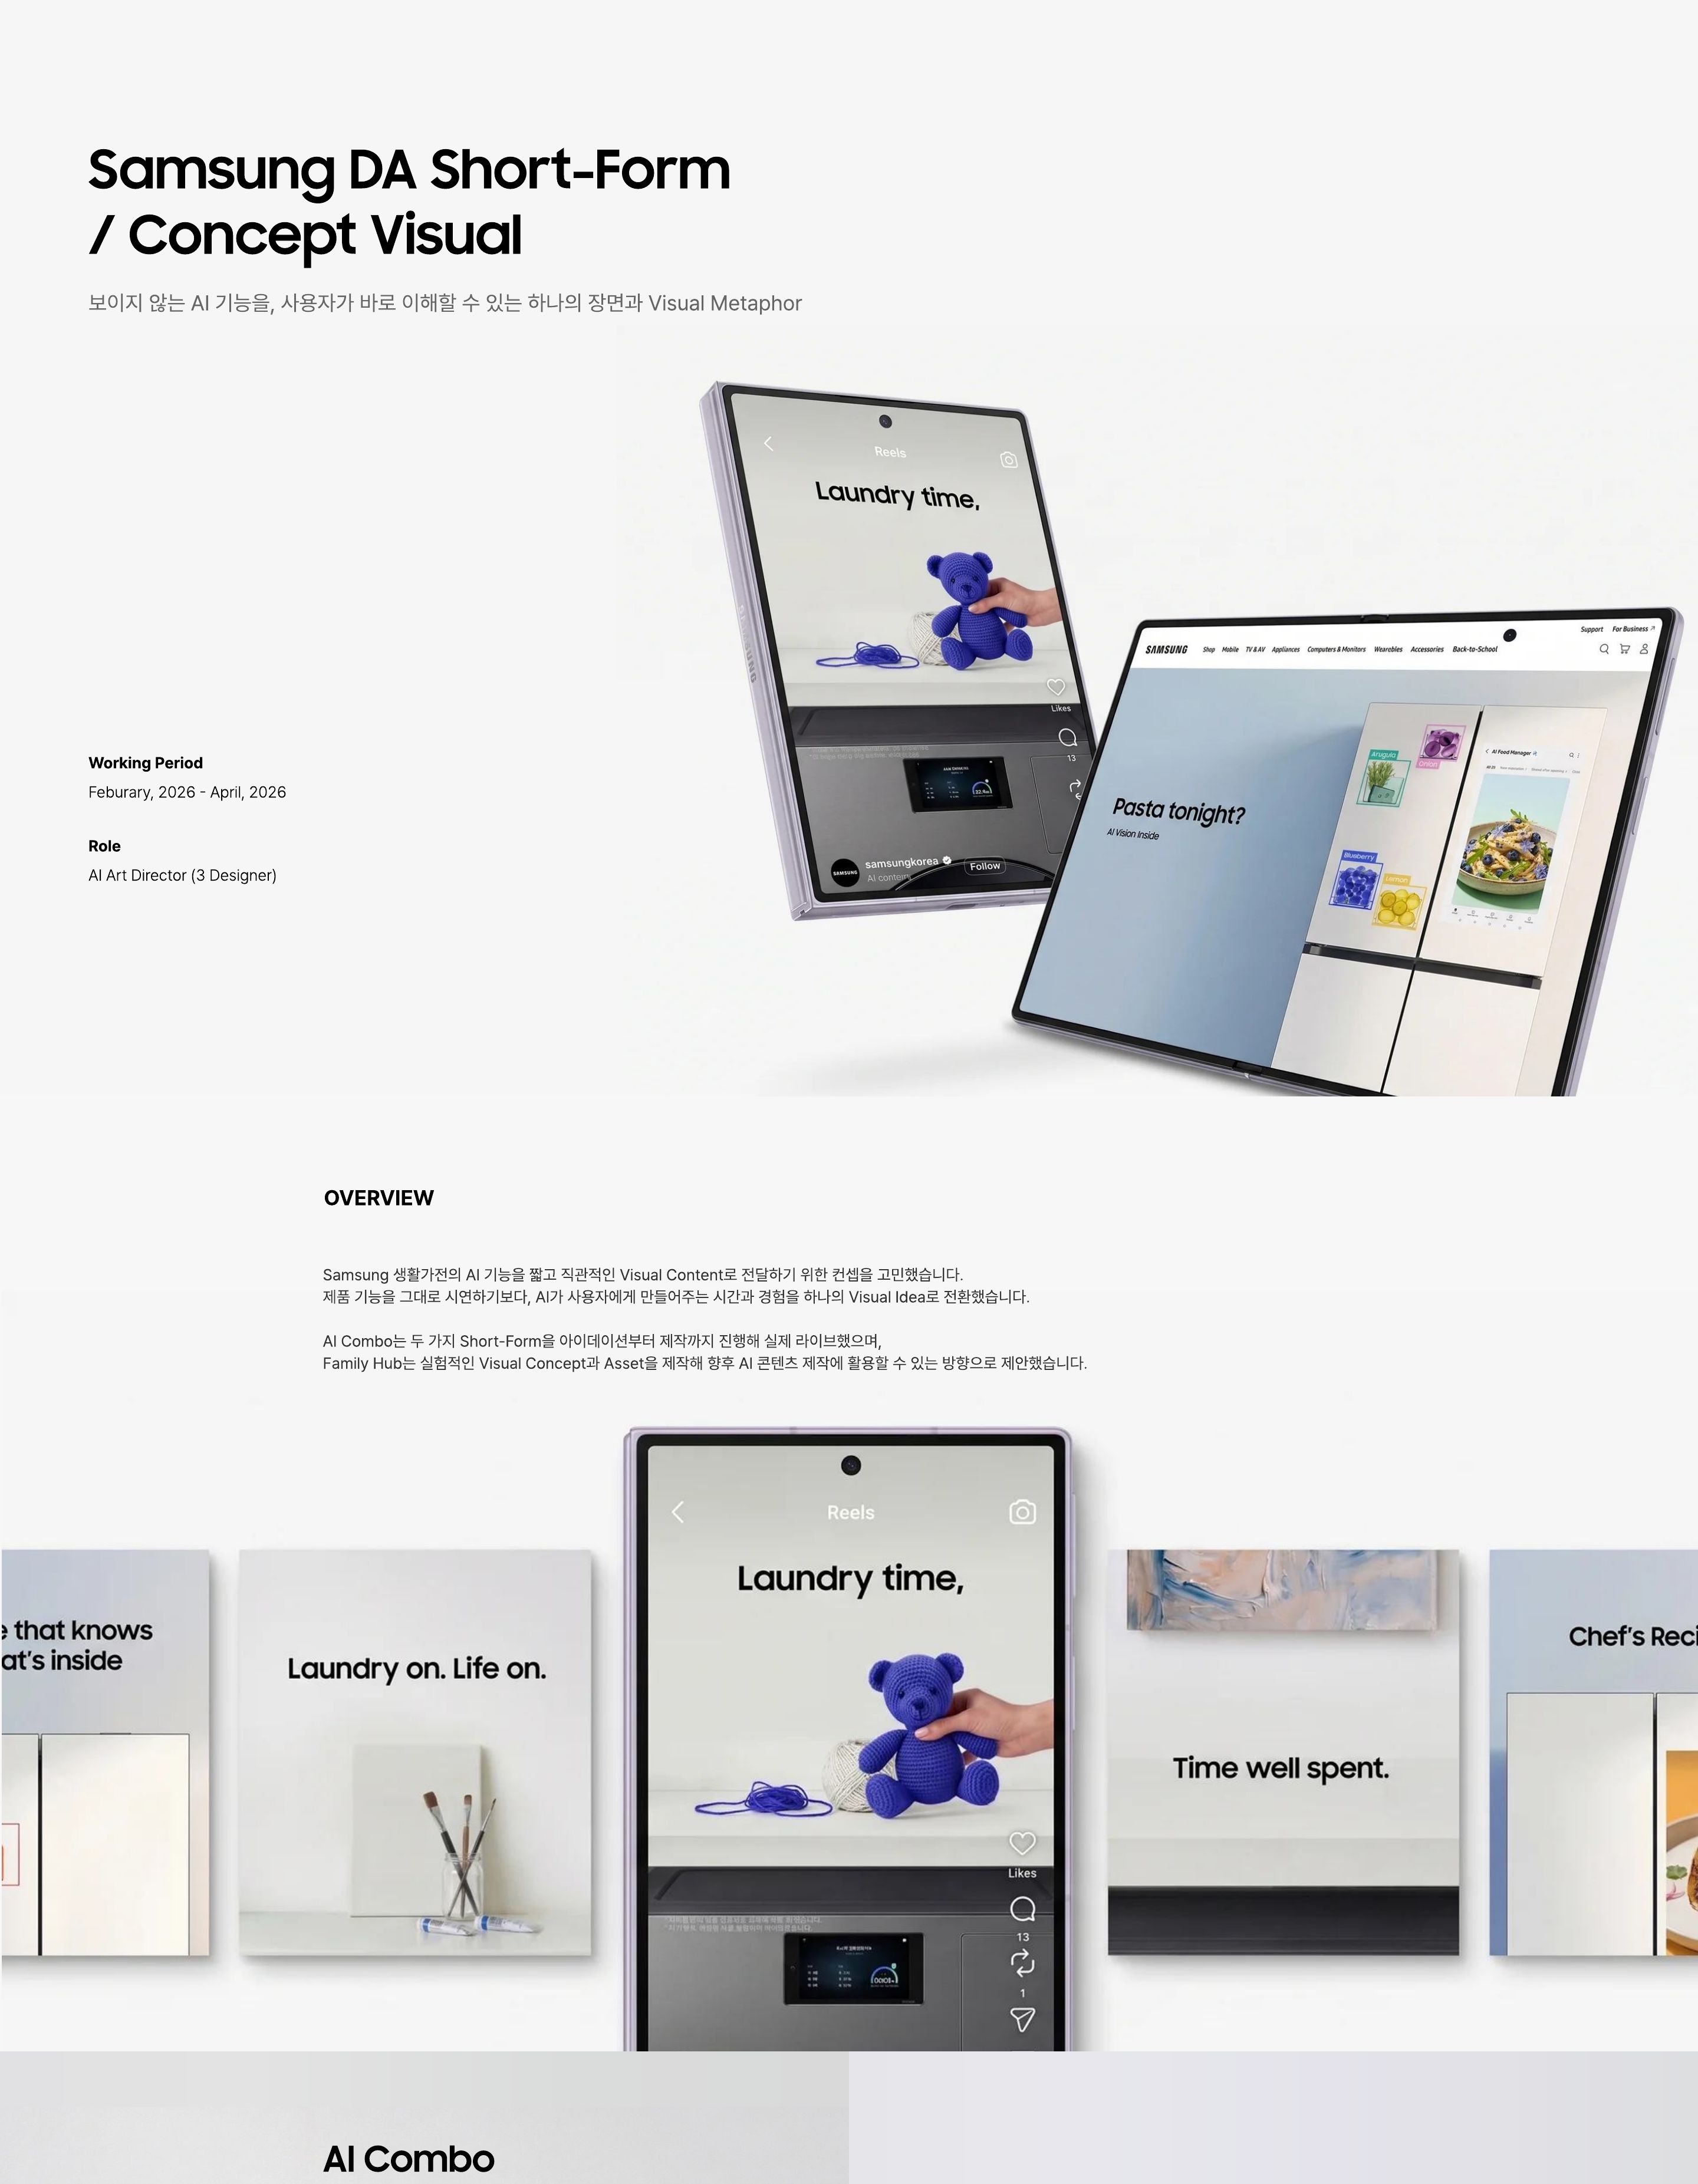 Samsung DA Short-Form
/ Concept Visual
보이지 않는 AI 기능을, 사용자가 바로 이해할 수 있는 하나의 장면과 Visual Metaphor
Reels
Laundry time,
Likes
13
samsungkorea
AI content
Follow
SAMSUNG
SAMSUNG
Support For Business
SAMSUNG Shop Mobile TV & AV Appliances Computers & Monitors Wearables Accessories Back-to-School
Pasta tonight?
AI Vision Inside
Arugula
Onion
Blueberry
Lemon
AI Food Manager
Working Period
Feburary, 2026 - April, 2026
Role
AI Art Director (3 Designer)
OVERVIEW
Samsung 생활가전의 AI 기능을 짧고 직관적인 Visual Content로 전달하기 위한 컨셉을 고민했습니다.
제품 기능을 그대로 시연하기보다, AI가 사용자에게 만들어주는 시간과 경험을 하나의 Visual Idea로 전환했습니다.
AI Combo는 두 가지 Short-Form을 아이데이션부터 제작까지 진행해 실제 라이브했으며,
Family Hub는 실험적인 Visual Concept과 Asset을 제작해 향후 AI 콘텐츠 제작에 활용할 수 있는 방향으로 제안했습니다.
e that knows
at's inside
Laundry on. Life on.
Reels
Laundry time,
Likes
13
1
Time well spent.
Chef's Reci
AI Combo